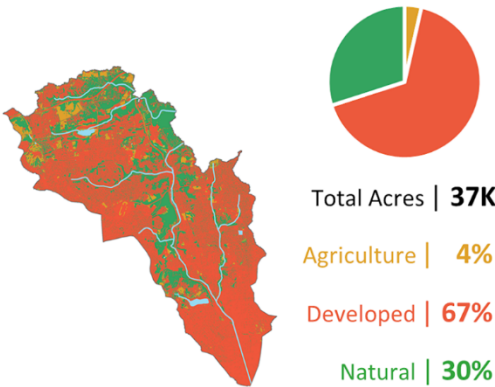 Total Acres | 37K
Agriculture | 4%
Developed | 67%
Natural | 30%